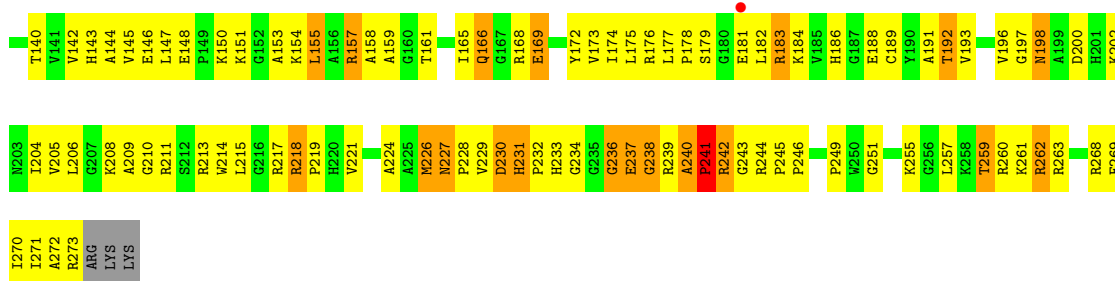 T140 V141 V142 H143 A144 V145 E146 L147 E148 P149 K150 K151 G152 A153 K154 L155 A156 R157 A158 A159 G160 T161 I165 Q166 G167 R168 E169 Y172 V173 I174 L175 R176 L177 P178 S179 G180 E181 L182 R183 K184 V185 H186 G187 E188 C189 Y190 A191 T192 V193 V196 G197 N198 A199 D200 H201 K202
N203 I204 V205 L206 G207 K208 A209 G210 R211 S212 R213 W214 L215 G216 R217 R218 P219 H220 V221 A224 A225 M226 N227 P228 V229 D230 H231 P232 H233 G234 G235 G236 E237 G238 R239 A240 P241 R242 G243 R244 P245 P246 P249 W250 G251 K255 G256 L257 K258 T259 R260 K261 R262 R263 R268 F269
I270 I271 A272 R273 ARG LYS LYS